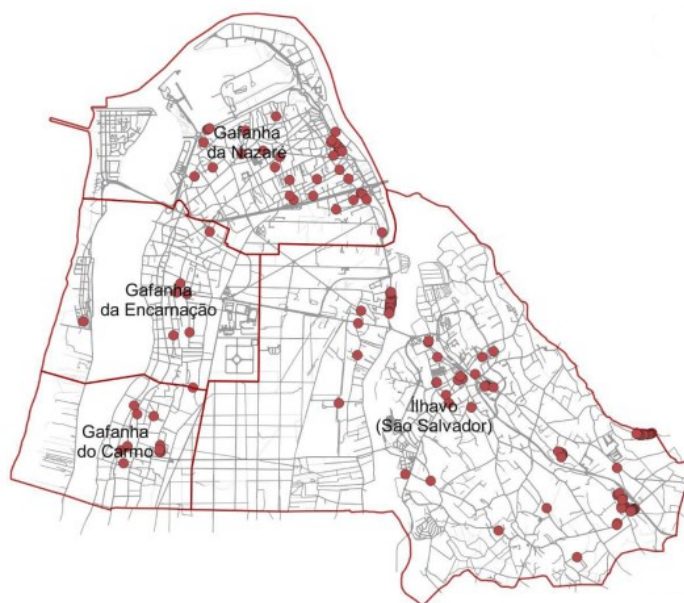 Gafanha
da Nazaré
Gafanha
da Encarnação
Gafanha
do Carmo
Ílhavo
(São Salvador)